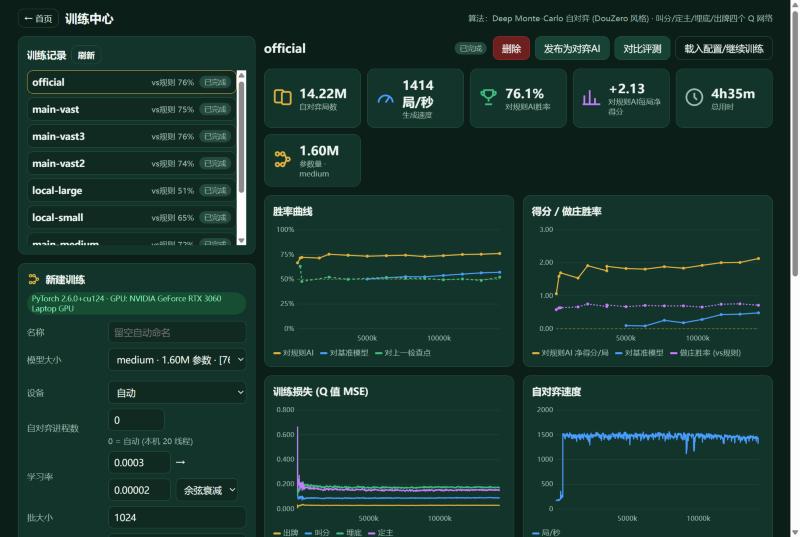 ← 首页
训练中心
算法: Deep Monte-Carlo 自对弈 (DouZero 风格) · 叫分/定主/埋底/出牌四个 Q 网络
训练记录
刷新
official vs规则 76% 已完成
main-vast vs规则 75% 已完成
main-vast3 vs规则 76% 已完成
main-vast2 vs规则 74% 已完成
local-large vs规则 51% 已完成
local-small vs规则 65% 已完成
main-medium vs规则 72% 已完成
新建训练
PyTorch 2.6.0+cu124 · GPU: NVIDIA GeForce RTX 3060
Laptop GPU
名称 留空自动命名
模型大小 medium · 1.60M 参数 · [76
设备 自动
自对弈进程数 0
0 = 自动 (本机 20 线程)
学习率 0.0003 →
0.00002 余弦衰减
批大小 1024
official
已完成
删除
发布为对弈AI
对比评测
载入配置/继续训练
14.22M
自对弈局数
1414
局/秒
生成速度
76.1%
对规则AI胜率
+2.13
对规则AI每局净
得分
4h35m
总用时
1.60M
参数量 ·
medium
胜率曲线
100%
75%
50%
25%
0%
5000k 10000k
对规则AI 对基准模型 对上一检查点
得分 / 做庄胜率
3.00
2.00
1.00
0.00
5000k 10000k
对规则AI 净得分/局 对基准模型 做庄胜率 (vs规则)
训练损失 (Q 值 MSE)
0.800
0.600
0.400
0.200
0.000
5000k 10000k
出牌 叫分 埋底 定主
自对弈速度
2000
1500
1000
500
0
5000k 10000k
局/秒